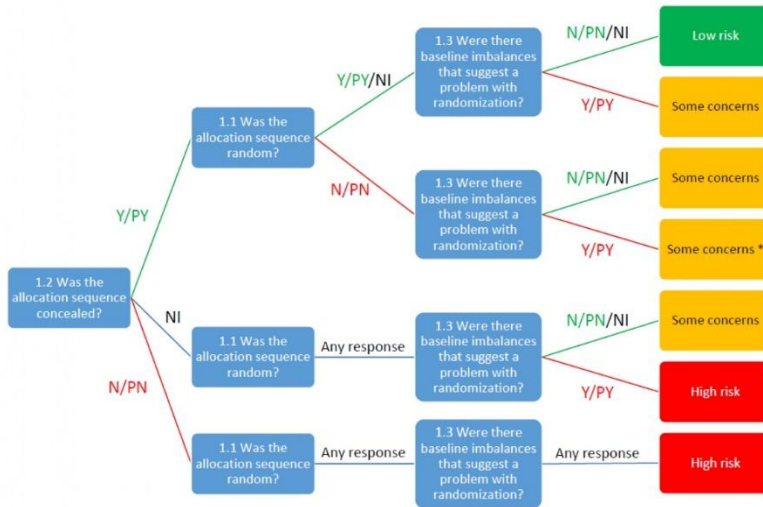 1.3 Were there
baseline imbalances
that suggest a
problem with
randomization?
N/PN/NI
Low risk
Y/PY/NI
Y/PY
Some concerns
1.1 Was the
allocation sequence
random?
N/PN
1.3 Were there
baseline imbalances
that suggest a
problem with
randomization?
N/PN/NI
Some concerns
Y/PY
Y/PY
Some concerns *
1.2 Was the
allocation sequence
concealed?
NI
1.1 Was the
allocation sequence
random?
Any response
1.3 Were there
baseline imbalances
that suggest a
problem with
randomization?
N/PN/NI
Some concerns
Y/PY
High risk
N/PN
1.1 Was the
allocation sequence
random?
Any response
1.3 Were there
baseline imbalances
that suggest a
problem with
randomization?
Any response
High risk